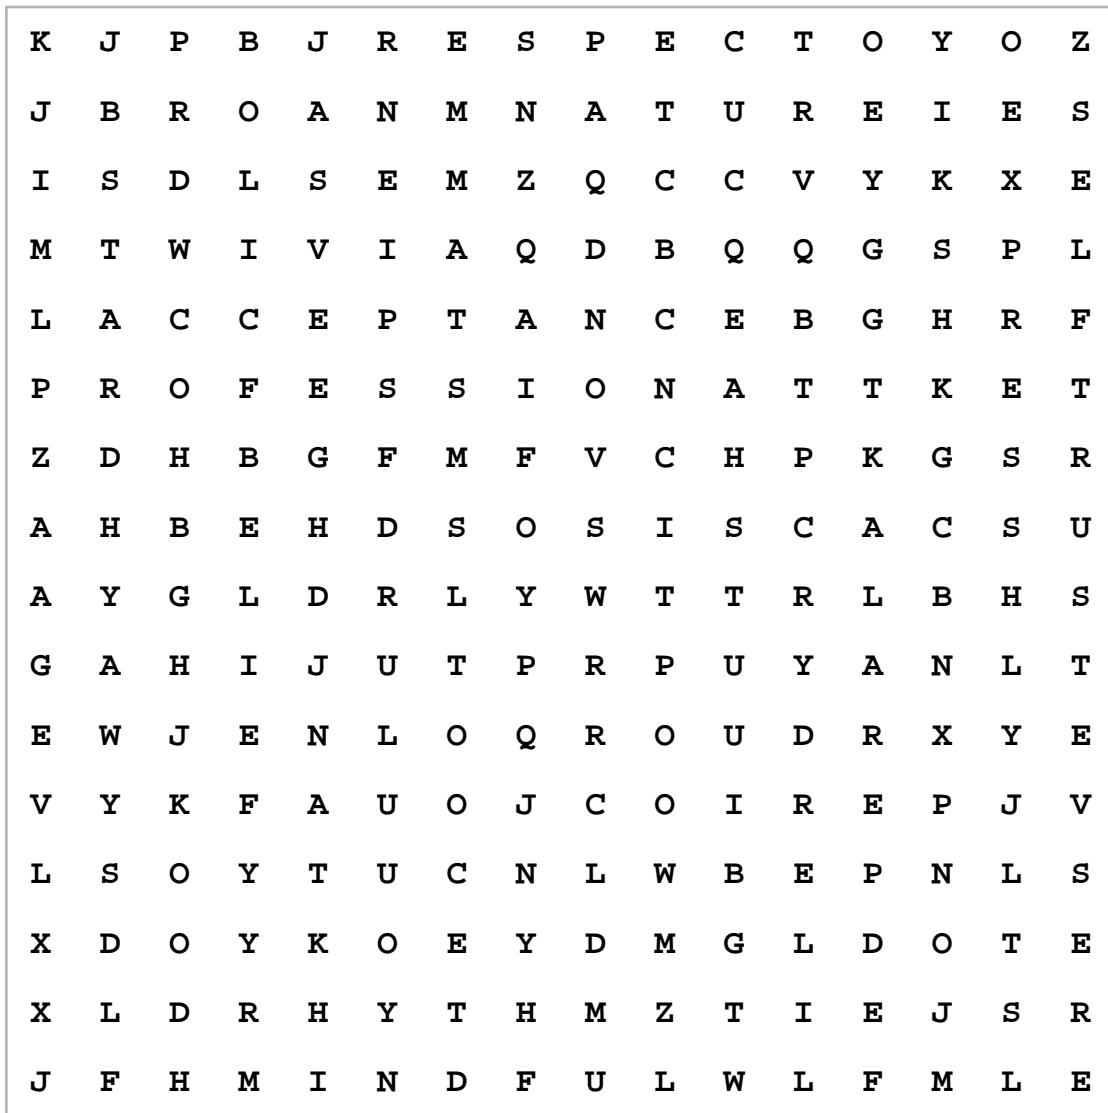 K J P B J R E S P E C T O Y O Z
J B R O A N M N A T U R E I E S
I S D L S E M Z Q C C V Y K X E
M T W I V I A Q D B Q Q G S P L
L A C C E P T A N C E B G H R F
P R O F E S S I O N A T T K E T
Z D H B G F M F V C H P K G S R
A H B E H D S O S I S C A C S U
A Y G L D R L Y W T T R L B H S
G A H I J U T P R P U Y A N L T
E W J E N L O Q R O U D R X Y E
V Y K F A U O J C O I R E P J V
L S O Y T U C N L W B E P N L S
X D O Y K O E Y D M G L D O T E
X L D R H Y T H M Z T I E J S R
J F H M I N D F U L W L F M L E